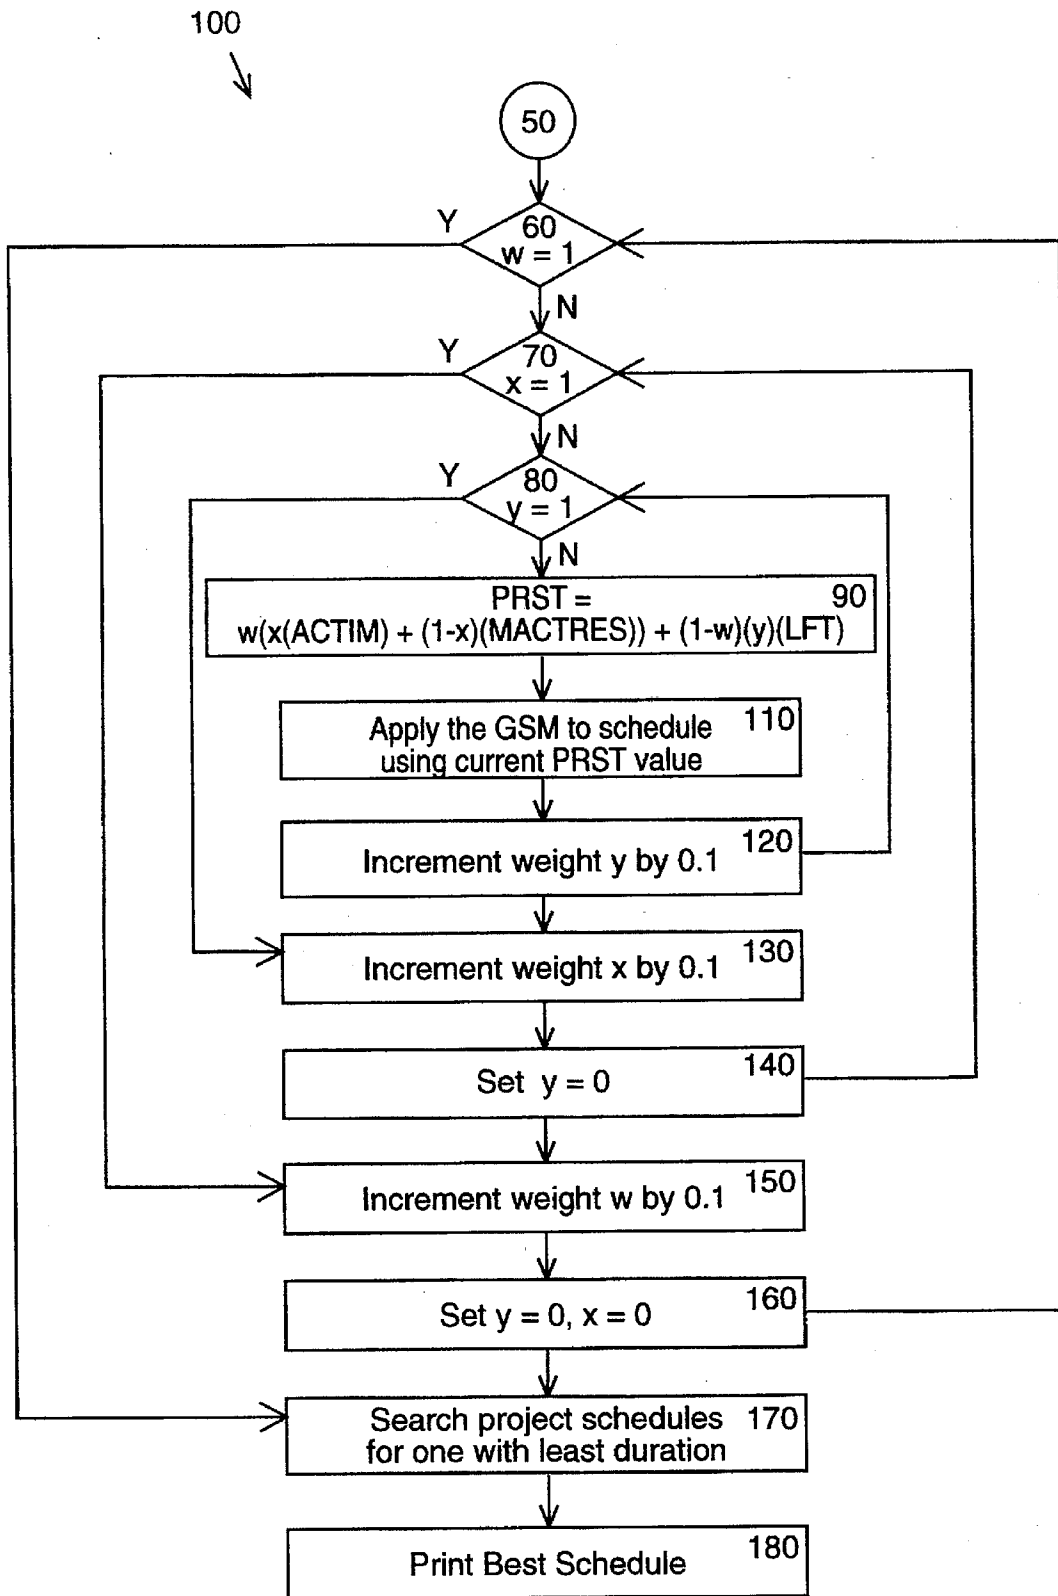 100
50
Y
60
w = 1
N
Y
70
x = 1
N
Y
80
y = 1
N
PRST = 90
w(x(ACTIM) + (1-x)(MACTRES)) + (1-w)(y)(LFT)
Apply the GSM to schedule 110
using current PRST value
Increment weight y by 0.1 120
Increment weight x by 0.1 130
Set y = 0 140
Increment weight w by 0.1 150
Set y = 0, x = 0 160
Search project schedules 170
for one with least duration
Print Best Schedule 180